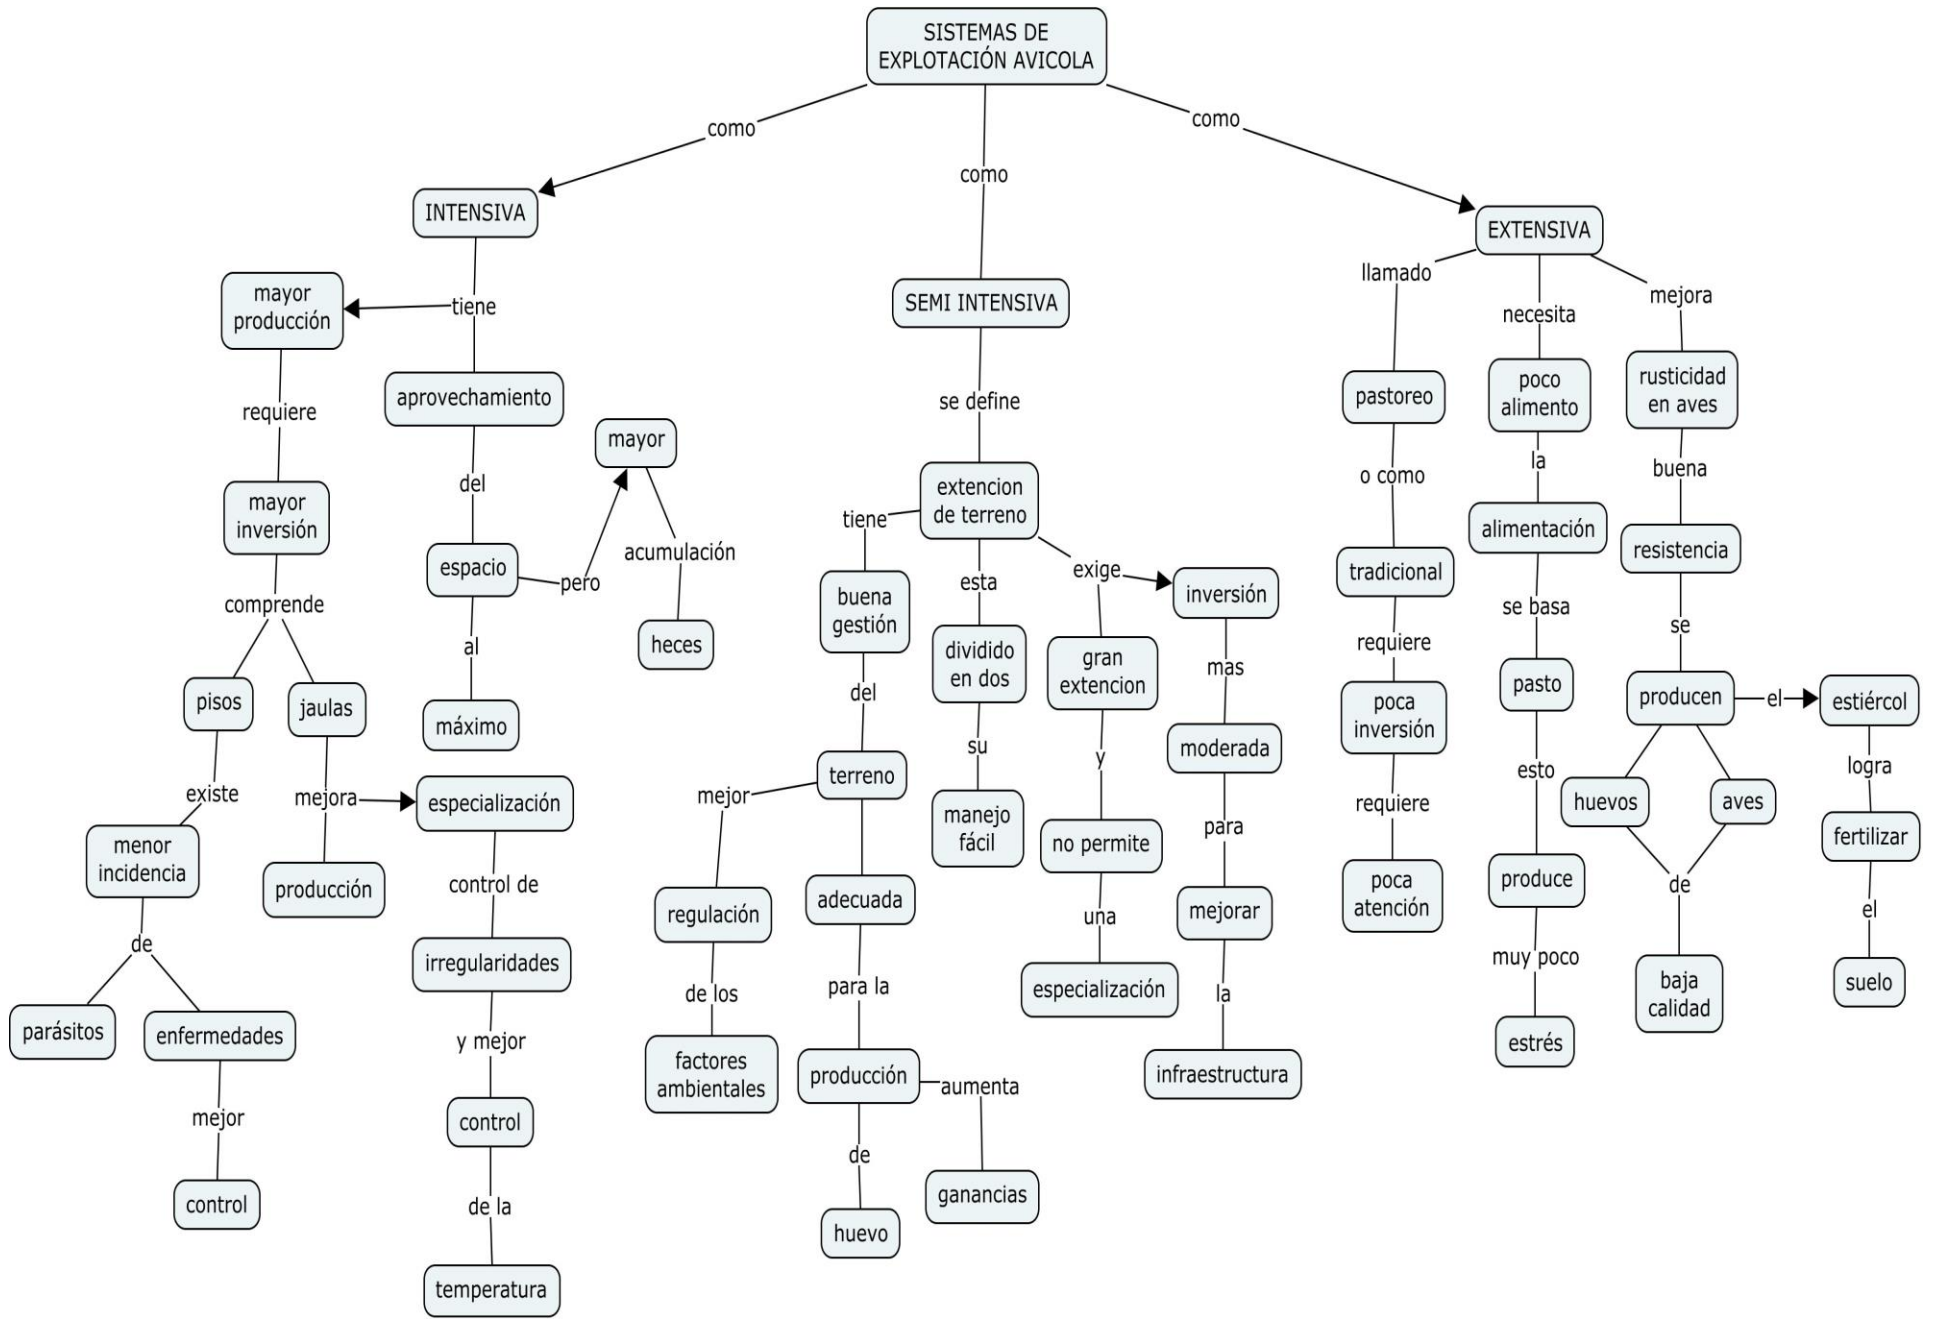 SISTEMAS DE
EXPLOTACIÓN AVICOLA
como
como
como
INTENSIVA
tiene
mayor
producción
requiere
mayor
inversión
comprende
pisos
existe
menor
incidencia
de
parásitos
enfermedades
mejor
control
jaulas
mejora
producción
especialización
control de
irregularidades
y mejor
control
de la
temperatura
aprovechamiento
del
espacio
al
máximo
pero
mayor
acumulación
heces
SEMI INTENSIVA
se define
extencion
de terreno
tiene
buena
gestión
del
terreno
mejor
regulación
de los
factores
ambientales
adecuada
para la
producción
de
huevo
aumenta
ganancias
esta
dividido
en dos
su
manejo
fácil
exige
gran
extencion
y
no permite
una
especialización
inversión
mas
moderada
para
mejorar
la
infraestructura
EXTENSIVA
llamado
pastoreo
o como
tradicional
requiere
poca
inversión
requiere
poca
atención
necesita
poco
alimento
la
alimentación
se basa
pasto
esto
produce
muy poco
estrés
mejora
rusticidad
en aves
buena
resistencia
se
producen
huevos
aves
de
baja
calidad
el
estiércol
logra
fertilizar
el
suelo